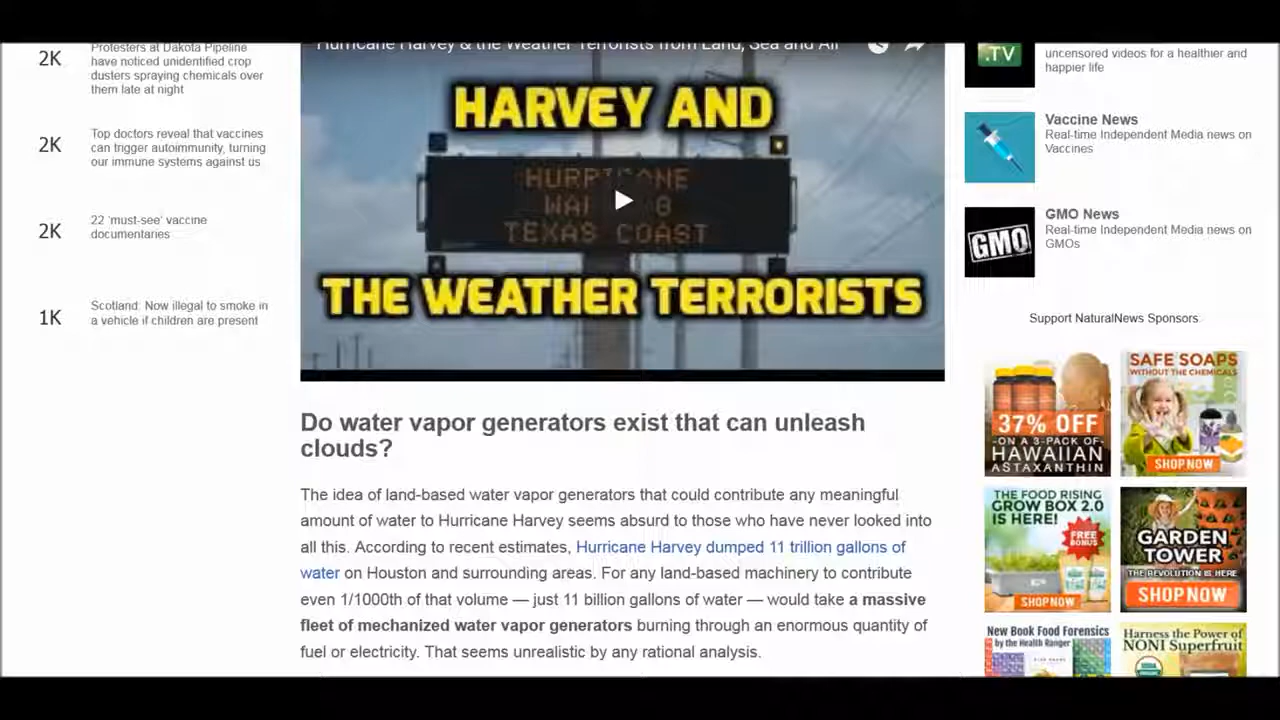 2K
Protesters at Dakota Pipeline
have noticed unidentified crop
dusters spraying chemicals over
them late at night
2K
Top doctors reveal that vaccines
can trigger autoimmunity, turning
our immune systems against us
2K
22 'must-see' vaccine
documentaries
1K
Scotland: Now illegal to smoke in
a vehicle if children are present
Hurricane Harvey & the Weather Terrorists from Land, Sea and Air
HARVEY AND
HURRICANE
TEXAS COAST
THE WEATHER TERRORISTS
Do water vapor generators exist that can unleash
clouds?
The idea of land-based water vapor generators that could contribute any meaningful
amount of water to Hurricane Harvey seems absurd to those who have never looked into
all this. According to recent estimates, Hurricane Harvey dumped 11 trillion gallons of
water on Houston and surrounding areas. For any land-based machinery to contribute
even 1/1000th of that volume — just 11 billion gallons of water — would take a massive
fleet of mechanized water vapor generators burning through an enormous quantity of
fuel or electricity. That seems unrealistic by any rational analysis.
.TV
uncensored videos for a healthier and
happier life
Vaccine News
Real-time Independent Media news on
Vaccines
GMO
GMO News
Real-time Independent Media news on
GMOs
Support NaturalNews Sponsors
37% OFF
-ON A 3-PACK OF-
HAWAIIAN
ASTAXANTHIN
SAFE SOAPS
WITHOUT THE CHEMICALS
SHOP NOW
THE FOOD RISING
GROW BOX 2.0
IS HERE!
FREE
BONUS
SHOP NOW
GARDEN
TOWER
THE REVOLUTION IS HERE
SHOP NOW
New Book Food Forensics
by the Health Ranger
Harness the Power of
NONI Superfruit